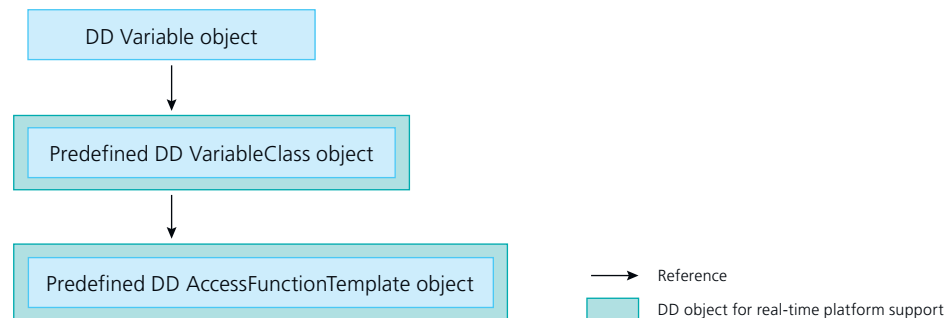 DD Variable object
Predefined DD VariableClass object
Predefined DD AccessFunctionTemplate object
Reference
DD object for real-time platform support